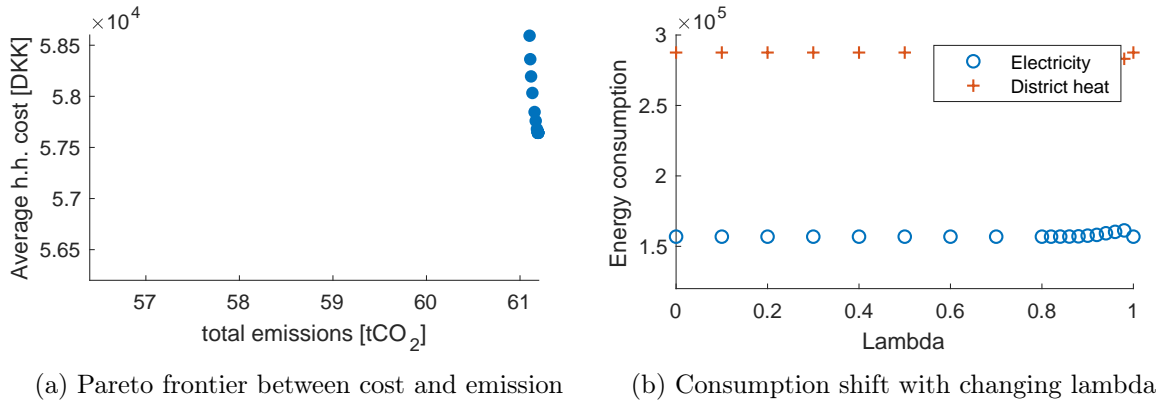 ×10⁴
5.86
5.8
5.76
5.7
5.65
Average h.h. cost [DKK]
57
58
59
60
61
total emissions [tCO₂]
(a) Pareto frontier between cost and emission
×10⁵
3
2.5
2
1.5
Energy consumption
Electricity
District heat
0
0.2
0.4
0.6
0.8
1
Lambda
(b) Consumption shift with changing lambda